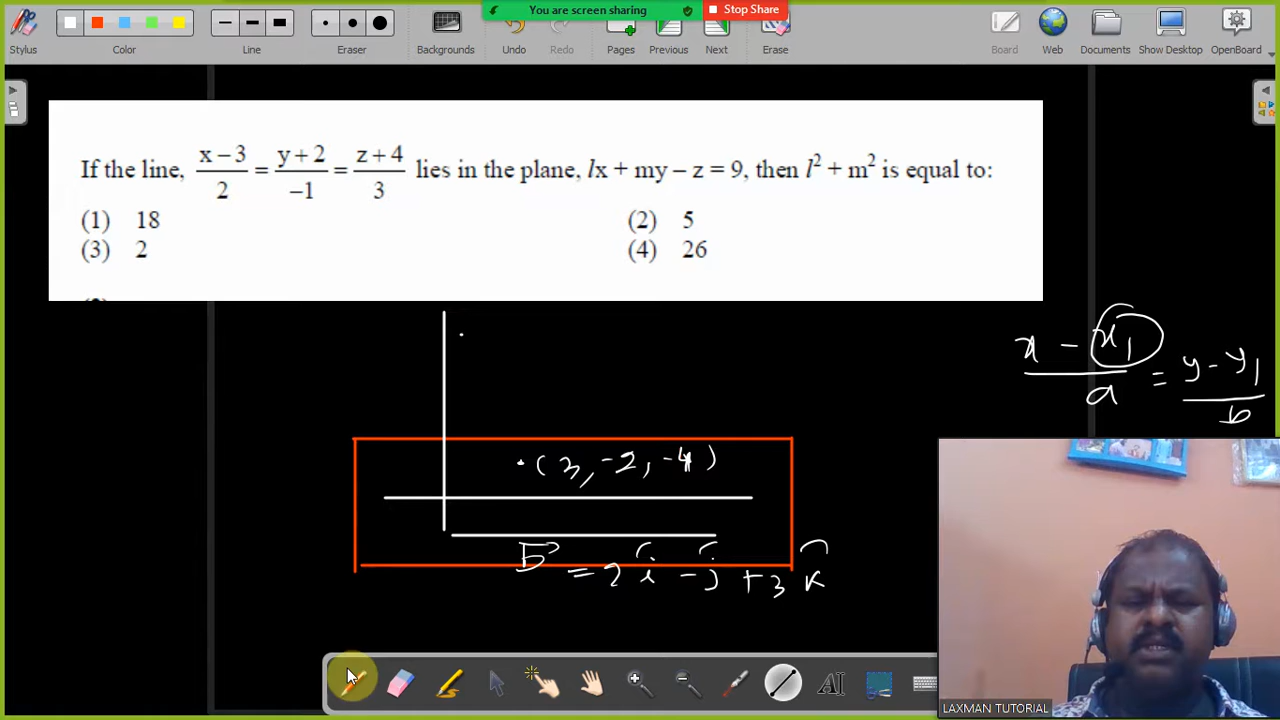 You are screen sharing Stop Share
Stylus Color Line Eraser Backgrounds Undo Redo Pages Previous Next Erase Board Web Documents Show Desktop OpenBoard
If the line, (x – 3)/2 = (y + 2)/–1 = (z + 4)/3 lies in the plane, lx + my – z = 9, then l² + m² is equal to:
(1) 18 (2) 5
(3) 2 (4) 26
(x - x₁)/a = (y - y₁)/b
(3, -2, -4)
b = 2i - j + 3k
AI
LAXMAN TUTORIAL